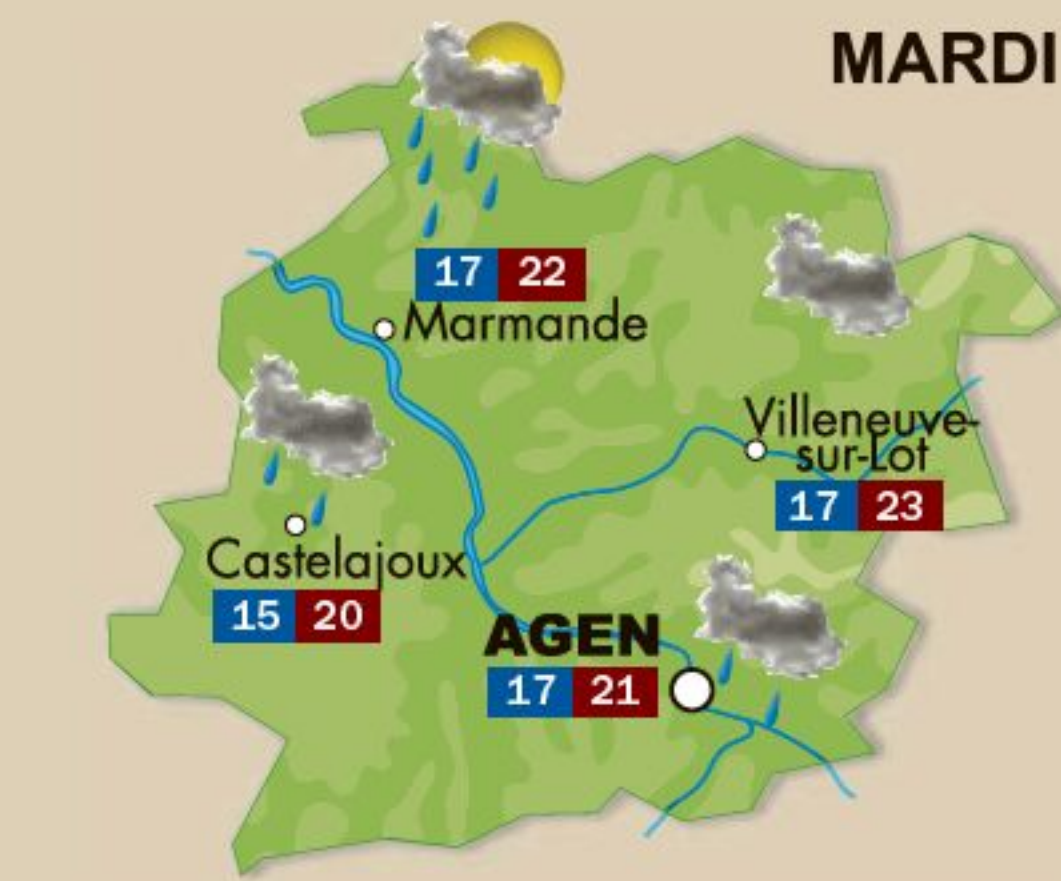 MARDI
17 22
Marmande
Villeneuve-
sur-Lot
17 23
Castelajoux
15 20
AGEN
17 21